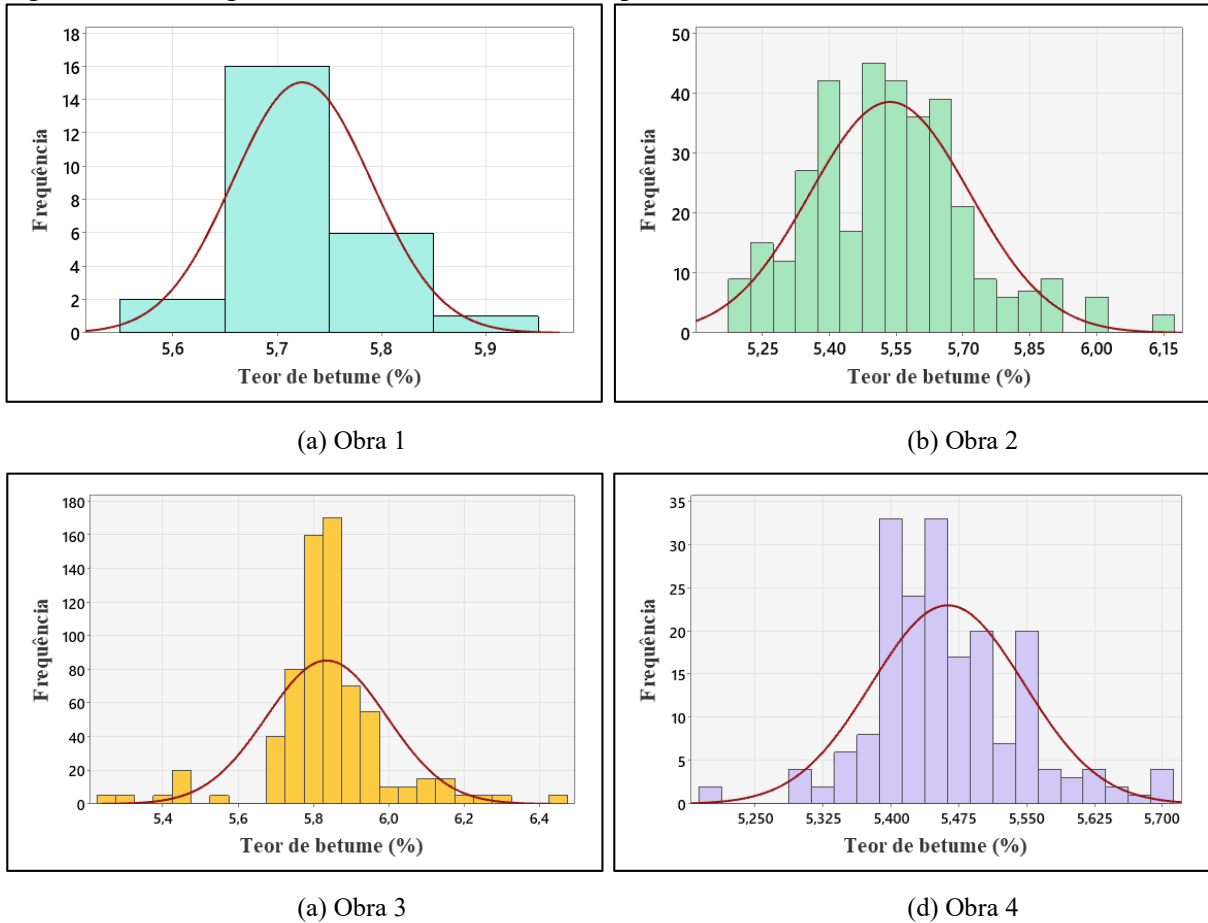 18
16
14
12
10
8
6
4
2
0
Frequência
5,6 5,7 5,8 5,9
Teor de betume (%)
(a) Obra 1
50
40
30
20
10
0
Frequência
5,25 5,40 5,55 5,70 5,85 6,00 6,15
Teor de betume (%)
(b) Obra 2
180
160
140
120
100
80
60
40
20
0
Frequência
5,4 5,6 5,8 6,0 6,2 6,4
Teor de betume (%)
(a) Obra 3
35
30
25
20
15
10
5
0
Frequência
5,250 5,325 5,400 5,475 5,550 5,625 5,700
Teor de betume (%)
(d) Obra 4